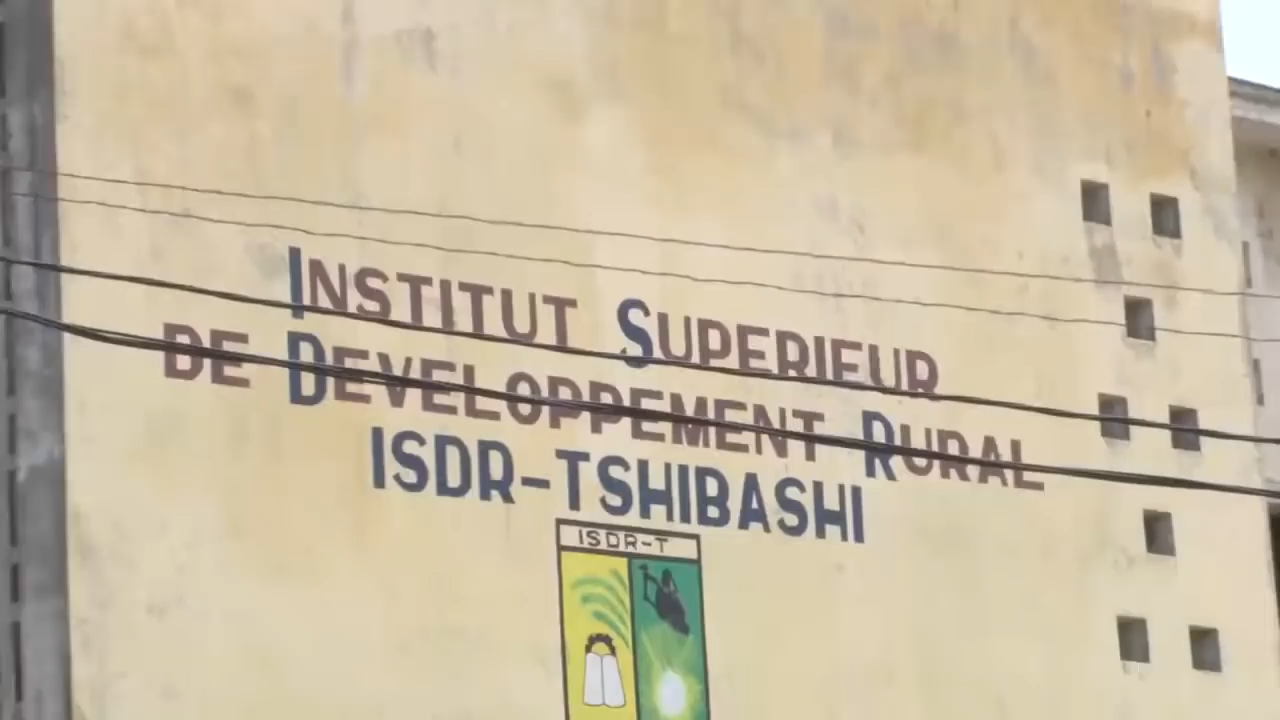 INSTITUT SUPERIEUR
DE DEVELOPPEMENT RURAL
ISDR-TSHIBASHI
ISDR-T